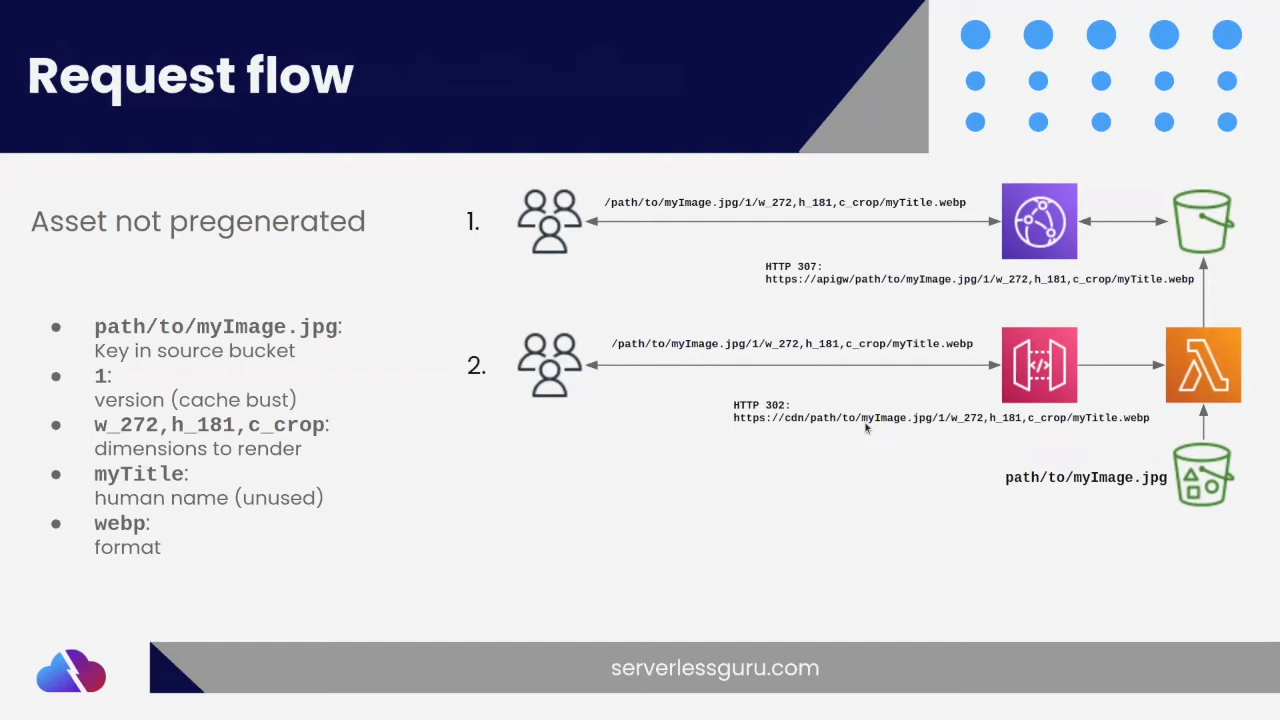 Request flow
Asset not pregenerated
path/to/myImage.jpg:
Key in source bucket
1:
version (cache bust)
w_272,h_181,c_crop:
dimensions to render
myTitle:
human name (unused)
webp:
format
1.
/path/to/myImage.jpg/1/w_272,h_181,c_crop/myTitle.webp
HTTP 307:
https://apigw/path/to/myImage.jpg/1/w_272,h_181,c_crop/myTitle.webp
2.
/path/to/myImage.jpg/1/w_272,h_181,c_crop/myTitle.webp
HTTP 302:
https://cdn/path/to/myImage.jpg/1/w_272,h_181,c_crop/myTitle.webp
path/to/myImage.jpg
serverlessguru.com